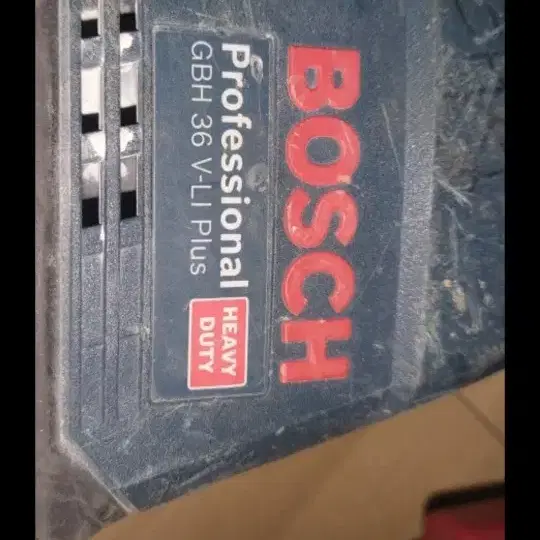 BOSCH
Professional
GBH 36 V-LI Plus
HEAVY
DUTY